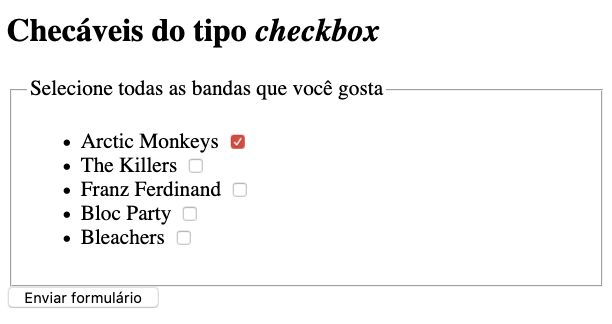 Checáveis do tipo checkbox
Selecione todas as bandas que você gosta
Arctic Monkeys
The Killers
Franz Ferdinand
Bloc Party
Bleachers
Enviar formulário